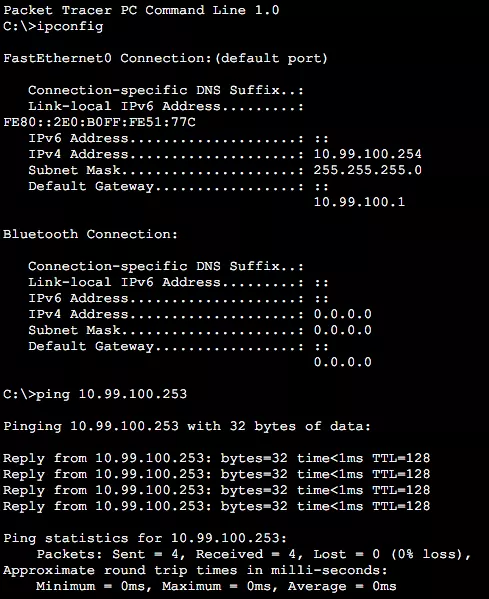 Packet Tracer PC Command Line 1.0
C:\>ipconfig

FastEthernet0 Connection:(default port)

   Connection-specific DNS Suffix..:
   Link-local IPv6 Address.........:
FE80::2E0:B0FF:FE51:77C
   IPv6 Address....................: ::
   IPv4 Address....................: 10.99.100.254
   Subnet Mask.....................: 255.255.255.0
   Default Gateway.................: ::
                                     10.99.100.1

Bluetooth Connection:

   Connection-specific DNS Suffix..:
   Link-local IPv6 Address.........: ::
   IPv6 Address....................: ::
   IPv4 Address....................: 0.0.0.0
   Subnet Mask.....................: 0.0.0.0
   Default Gateway.................: ::
                                     0.0.0.0

C:\>ping 10.99.100.253

Pinging 10.99.100.253 with 32 bytes of data:

Reply from 10.99.100.253: bytes=32 time<1ms TTL=128
Reply from 10.99.100.253: bytes=32 time<1ms TTL=128
Reply from 10.99.100.253: bytes=32 time<1ms TTL=128
Reply from 10.99.100.253: bytes=32 time<1ms TTL=128

Ping statistics for 10.99.100.253:
    Packets: Sent = 4, Received = 4, Lost = 0 (0% loss),
Approximate round trip times in milli-seconds:
    Minimum = 0ms, Maximum = 0ms, Average = 0ms